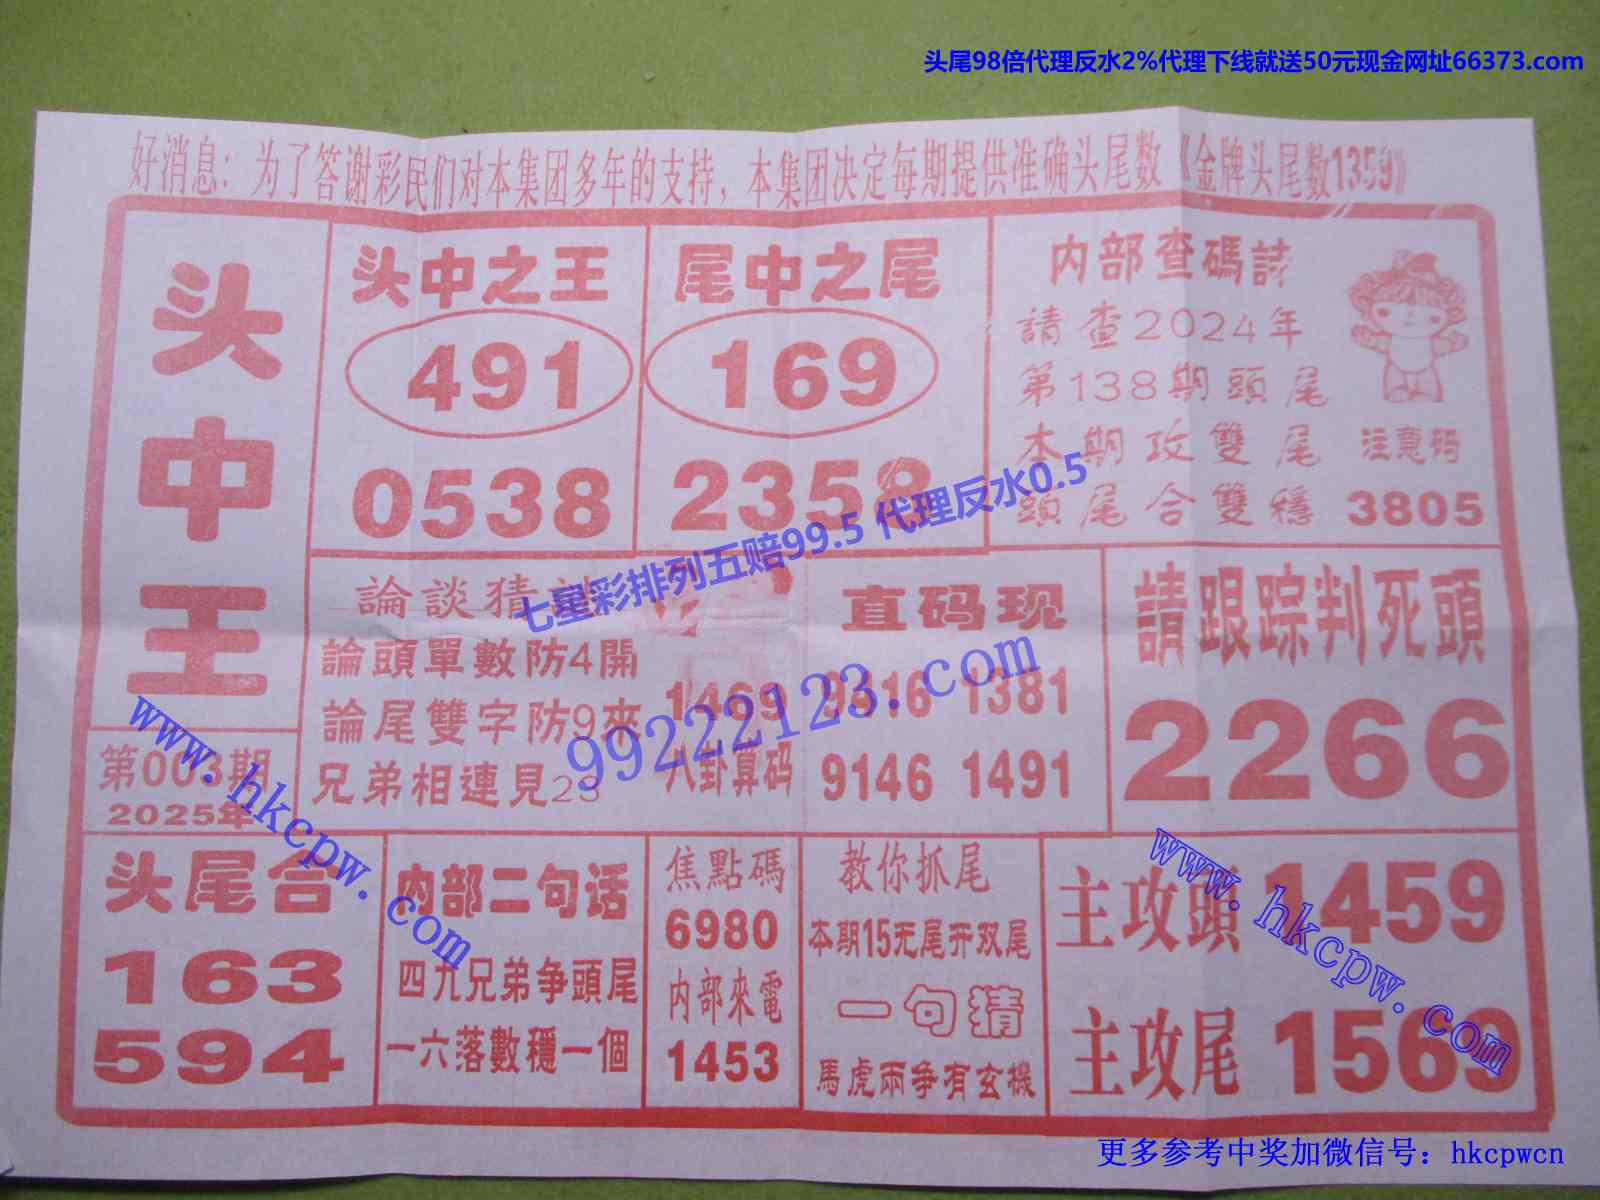 头尾98倍代理反水2%代理下线就送50元现金网址66373.com
好消息：为了答谢彩民们对本集团多年的支持，本集团决定每期提供准确头尾数《金牌头尾数1359》
头中王
第003期
2025年
头中之王
491
0538
尾中之尾
169
2358
内部查碼詩
請查2024年
第138期頭尾
本期攻雙尾
頭尾合雙穩
注意码
3805
七星彩排列五赔99.5 代理反水0.5
99222123.com
論談猜
論頭單數防4開
論尾雙字防9來
兄弟相連見23
1469
八卦算码
直码现
9416 1381
9146 1491
請跟踪判死頭
2266
www.hkcpw.com
www.hkcpw.com
头尾合
163
594
内部二句话
四九兄弟争頭尾
一六落數穩一個
焦點碼
6980
内部來電
1453
教你抓尾
本期15无尾开双尾
一句猜
馬虎兩争有玄機
主攻頭 1459
主攻尾 1569
更多参考中奖加微信号：hkcpwcn